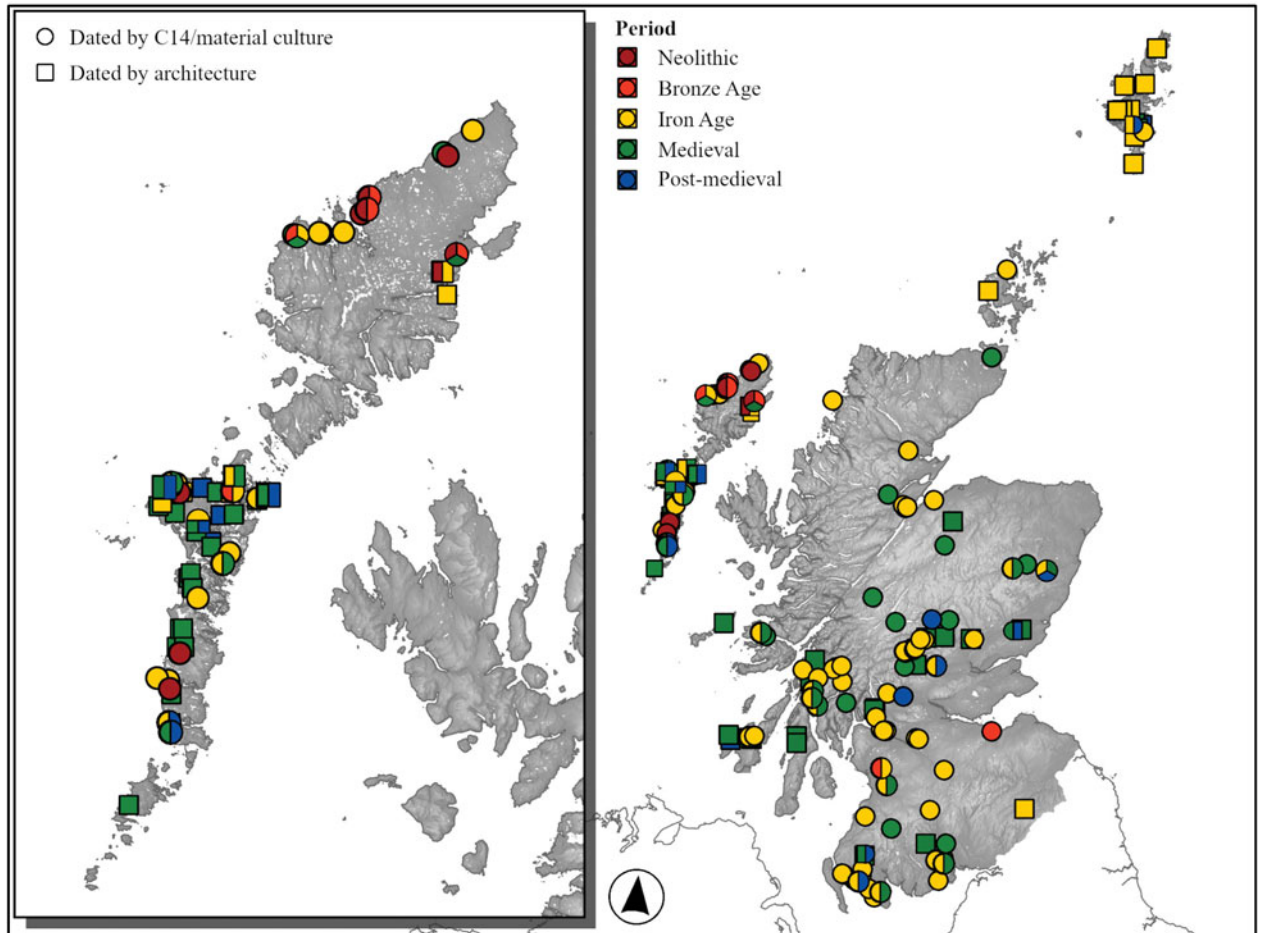 Dated by C14/material culture
Dated by architecture
Period
Neolithic
Bronze Age
Iron Age
Medieval
Post-medieval